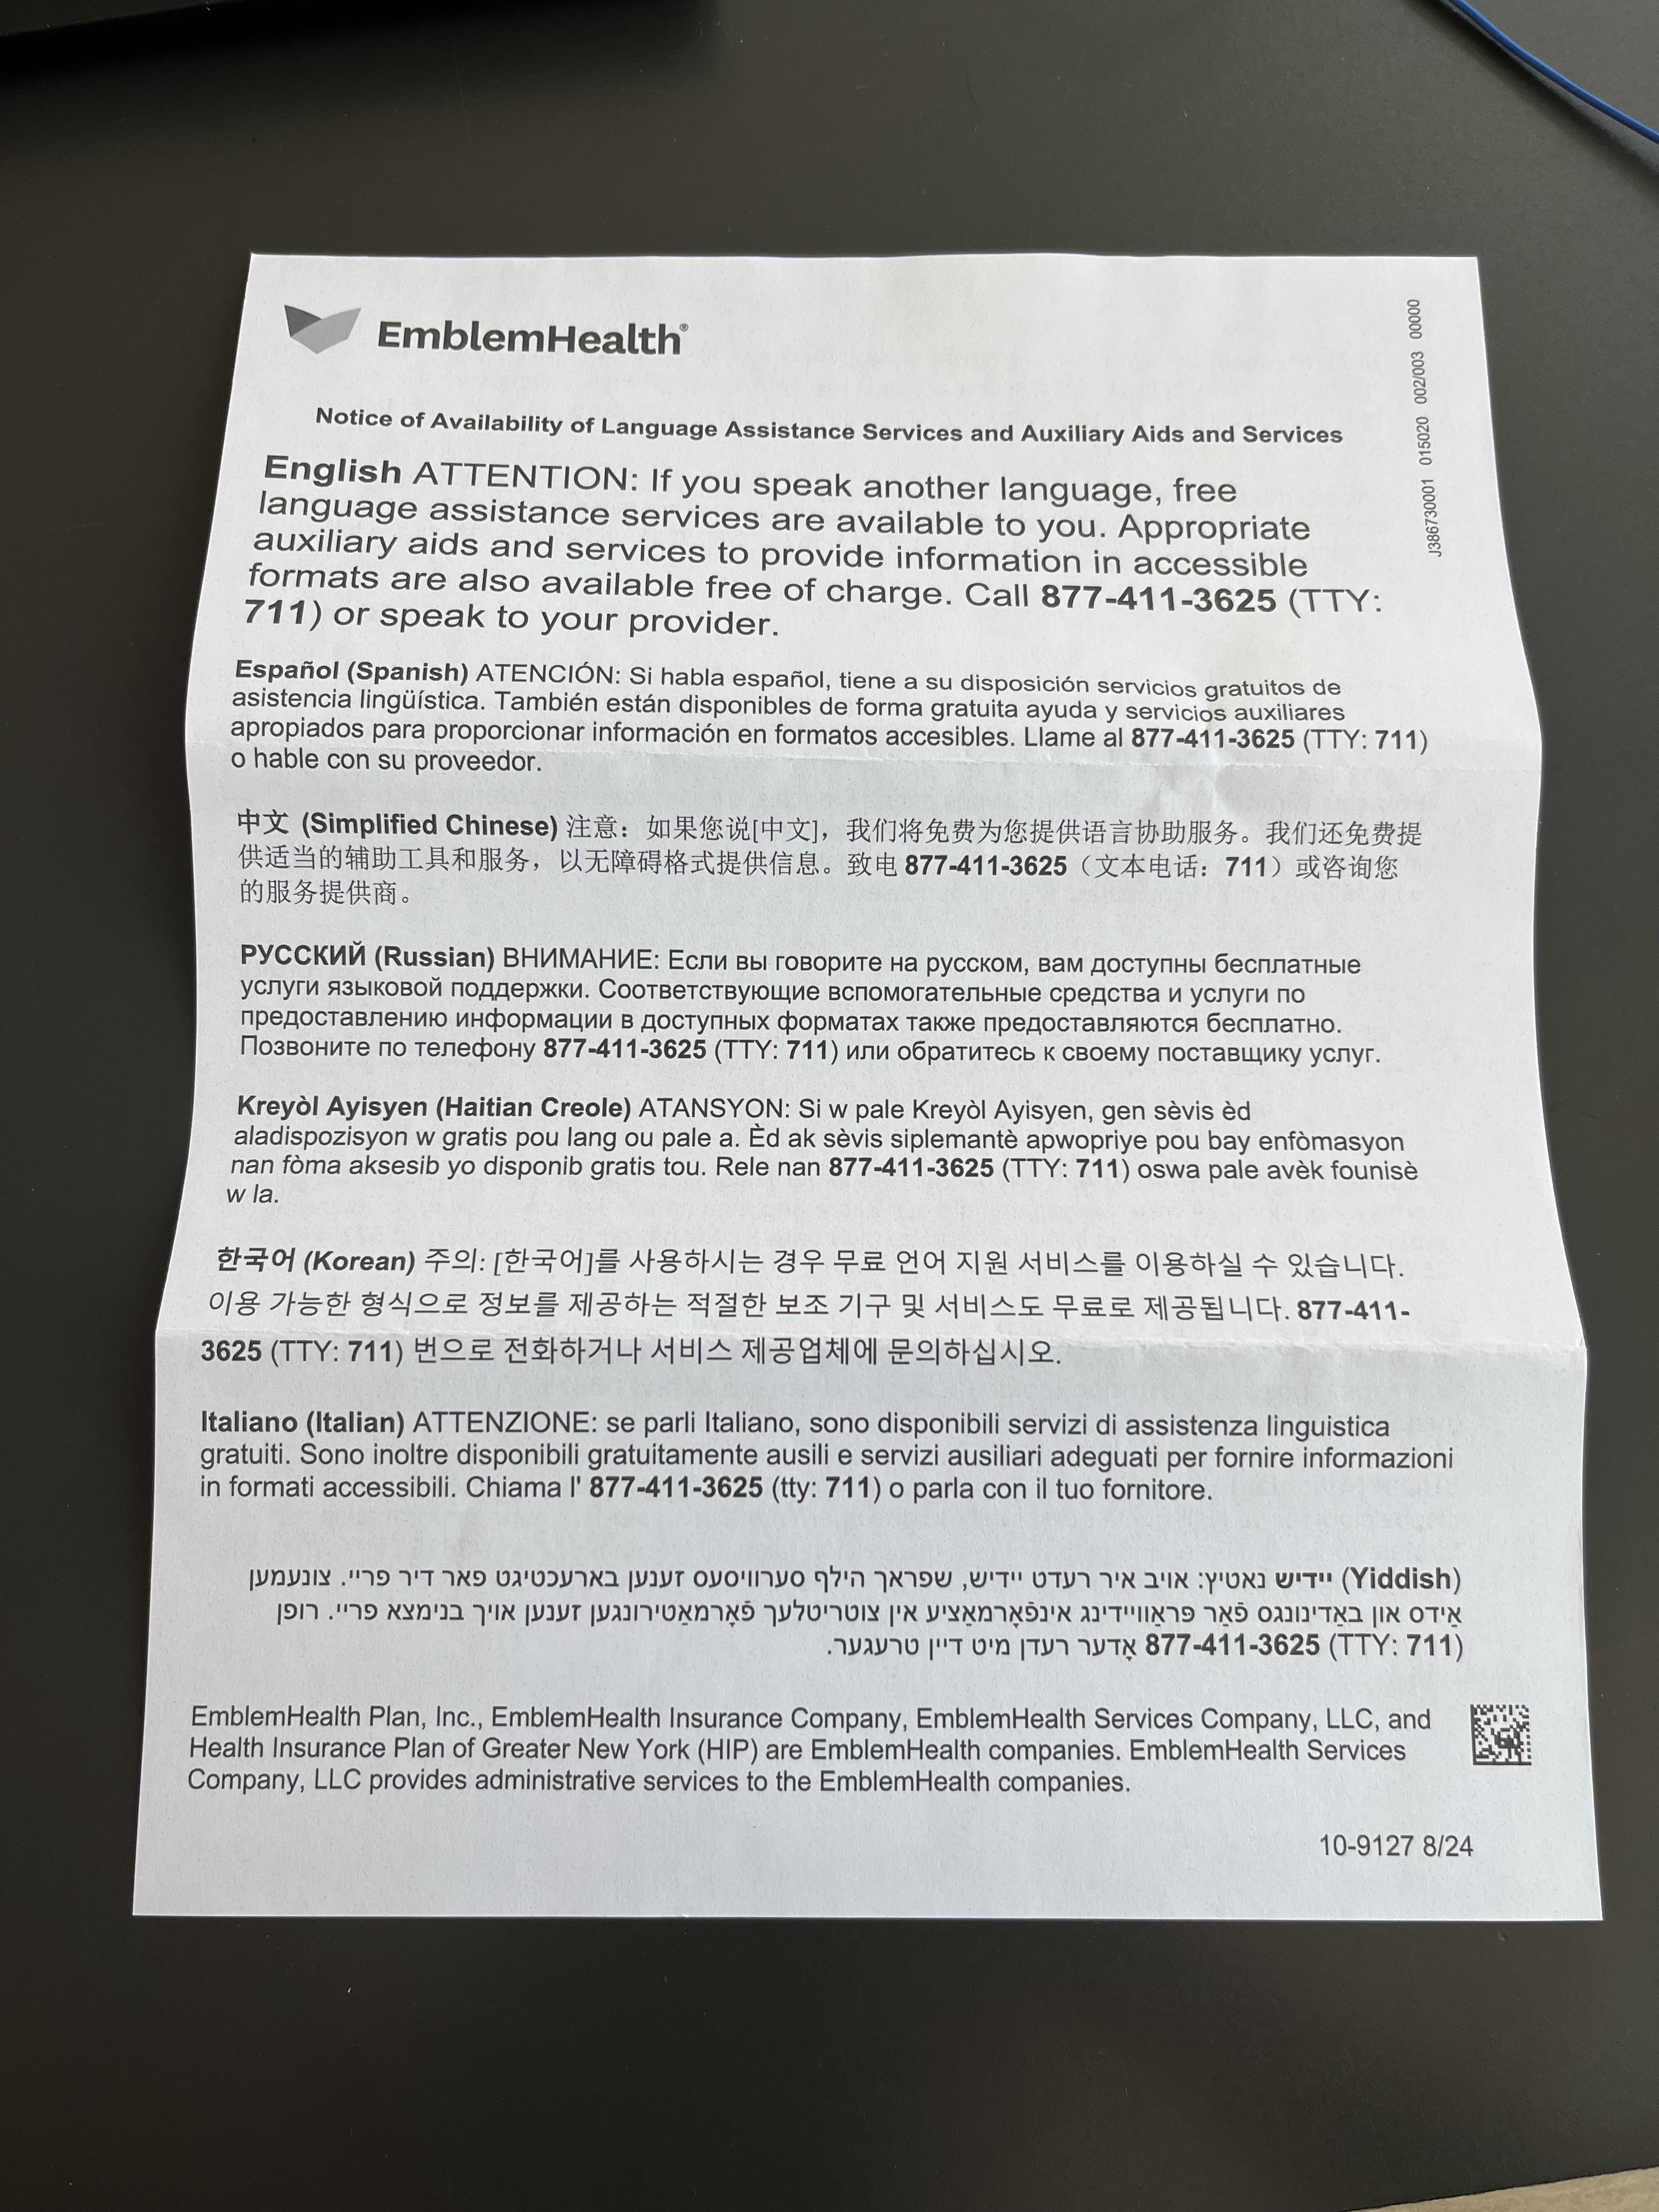 EmblemHealth®
J386730001 015020 002/003 00000
Notice of Availability of Language Assistance Services and Auxiliary Aids and Services
English ATTENTION: If you speak another language, free
language assistance services are available to you. Appropriate
auxiliary aids and services to provide information in accessible
formats are also available free of charge. Call 877-411-3625 (TTY:
711) or speak to your provider.
Español (Spanish) ATENCIÓN: Si habla español, tiene a su disposición servicios gratuitos de
asistencia lingüística. También están disponibles de forma gratuita ayuda y servicios auxiliares
apropiados para proporcionar información en formatos accesibles. Llame al 877-411-3625 (TTY: 711)
o hable con su proveedor.
中文 (Simplified Chinese) 注意：如果您说[中文]，我们将免费为您提供语言协助服务。我们还免费提
供适当的辅助工具和服务，以无障碍格式提供信息。致电 877-411-3625（文本电话：711）或咨询您
的服务提供商。
РУССКИЙ (Russian) ВНИМАНИЕ: Если вы говорите на русском, вам доступны бесплатные
услуги языковой поддержки. Соответствующие вспомогательные средства и услуги по
предоставлению информации в доступных форматах также предоставляются бесплатно.
Позвоните по телефону 877-411-3625 (TTY: 711) или обратитесь к своему поставщику услуг.
Kreyòl Ayisyen (Haitian Creole) ATANSYON: Si w pale Kreyòl Ayisyen, gen sèvis èd
aladispozisyon w gratis pou lang ou pale a. Èd ak sèvis siplemantè apwopriye pou bay enfòmasyon
nan fòma aksesib yo disponib gratis tou. Rele nan 877-411-3625 (TTY: 711) oswa pale avèk founisè
w la.
한국어 (Korean) 주의: [한국어]를 사용하시는 경우 무료 언어 지원 서비스를 이용하실 수 있습니다.
이용 가능한 형식으로 정보를 제공하는 적절한 보조 기구 및 서비스도 무료로 제공됩니다. 877-411-
3625 (TTY: 711) 번으로 전화하거나 서비스 제공업체에 문의하십시오.
Italiano (Italian) ATTENZIONE: se parli Italiano, sono disponibili servizi di assistenza linguistica
gratuiti. Sono inoltre disponibili gratuitamente ausili e servizi ausiliari adeguati per fornire informazioni
in formati accessibili. Chiama l' 877-411-3625 (tty: 711) o parla con il tuo fornitore.
(Yiddish) יידיש נאטיץ: אויב איר רעדט יידיש, שפראך הילף סערוויסעס זענען בארעכטיגט פאר דיר פריי. צונעמען
אַידס און באַדינונגס פֿאַר פּראַוויידינג אינפֿאָרמאַציע אין צוטריטלעך פֿאָרמאַטירונגען זענען אויך בנימצא פריי. רופן
877-411-3625 (TTY: 711) אָדער רעדן מיט דיין טרעגער.
EmblemHealth Plan, Inc., EmblemHealth Insurance Company, EmblemHealth Services Company, LLC, and
Health Insurance Plan of Greater New York (HIP) are EmblemHealth companies. EmblemHealth Services
Company, LLC provides administrative services to the EmblemHealth companies.
10-9127 8/24